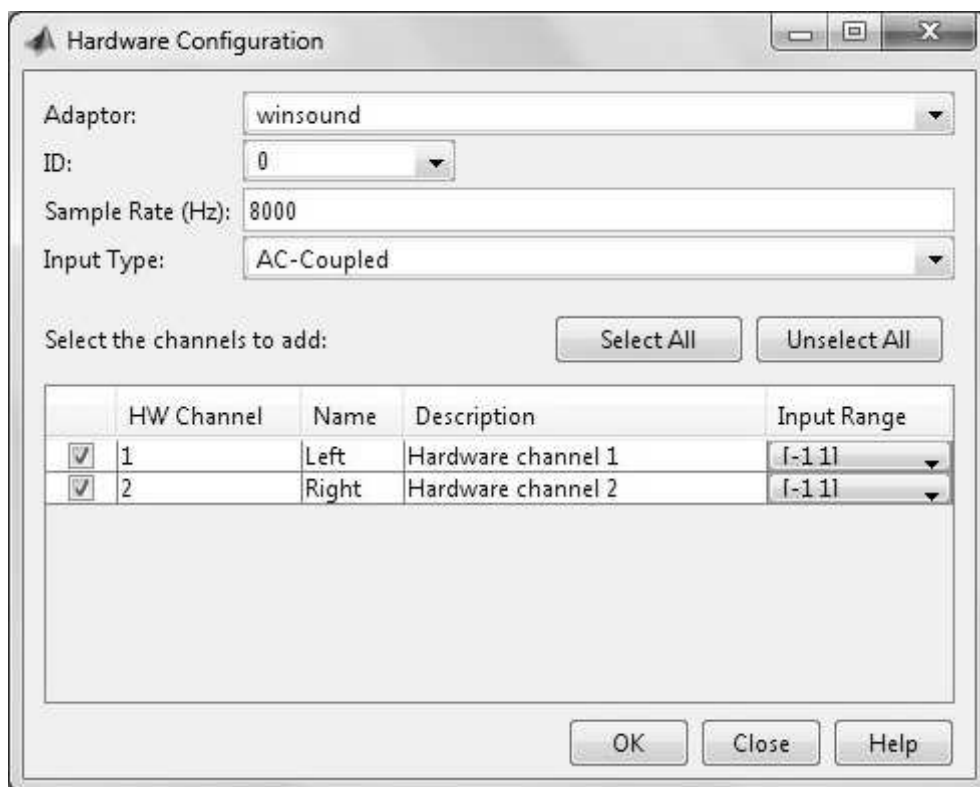 Hardware Configuration
Adaptor: winsound
ID: 0
Sample Rate (Hz): 8000
Input Type: AC-Coupled
Select the channels to add: Select All Unselect All
HW Channel Name Description Input Range
1 Left Hardware channel 1 [-1 1]
2 Right Hardware channel 2 [-1 1]
OK Close Help